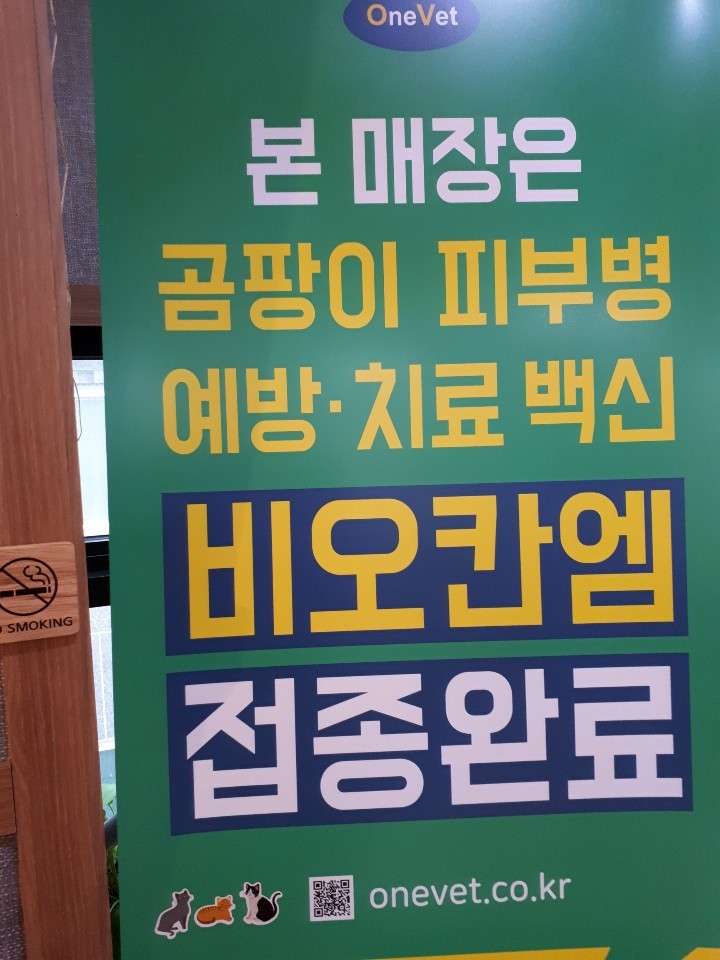 OneVet
본 매장은
곰팡이 피부병
예방·치료 백신
비오칸엠
접종완료
onevet.co.kr
SMOKING